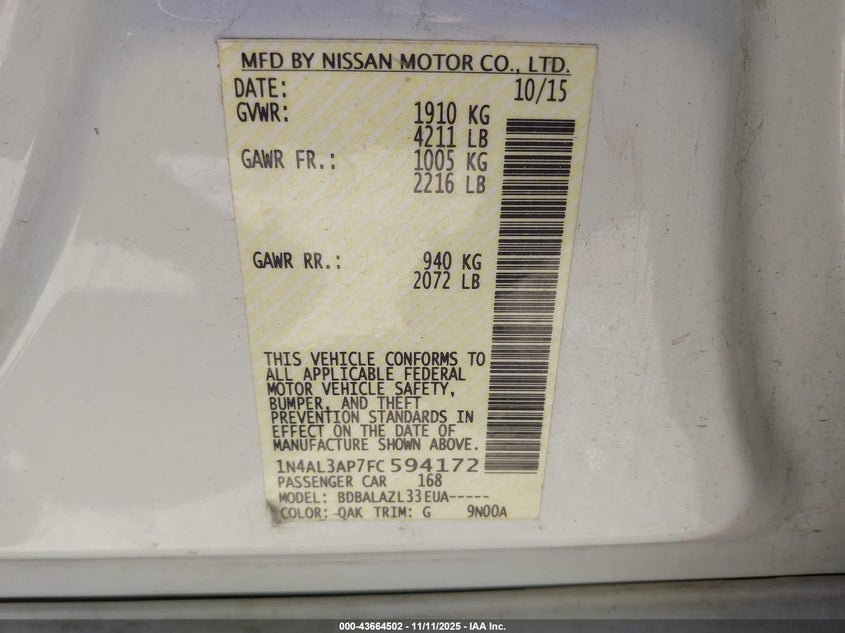 MFD BY NISSAN MOTOR CO., LTD.
DATE: 10/15
GVWR: 1910 KG
4211 LB
GAWR FR.: 1005 KG
2216 LB
GAWR RR.: 940 KG
2072 LB
THIS VEHICLE CONFORMS TO
ALL APPLICABLE FEDERAL
MOTOR VEHICLE SAFETY,
BUMPER, AND THEFT
PREVENTION STANDARDS IN
EFFECT ON THE DATE OF
MANUFACTURE SHOWN ABOVE.
1N4AL3AP7FC594172
PASSENGER CAR 168
MODEL: BDBALAZL33EUA-----
COLOR: QAK TRIM: G 9N00A
000-43664502 - 11/11/2025 - IAA Inc.